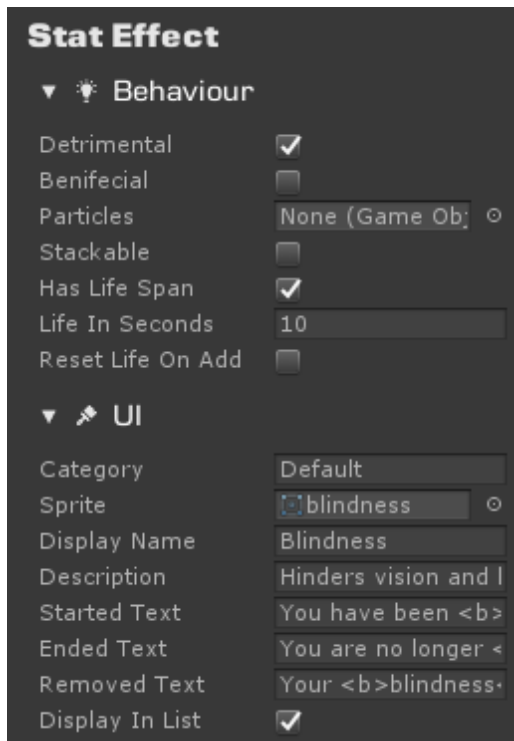 Stat Effect
Behaviour
Detrimental
Benifecial
Particles None (Game Obj
Stackable
Has Life Span
Life In Seconds 10
Reset Life On Add
UI
Category Default
Sprite blindness
Display Name Blindness
Description Hinders vision and l
Started Text You have been <b>
Ended Text You are no longer <
Removed Text Your <b>blindness<
Display In List